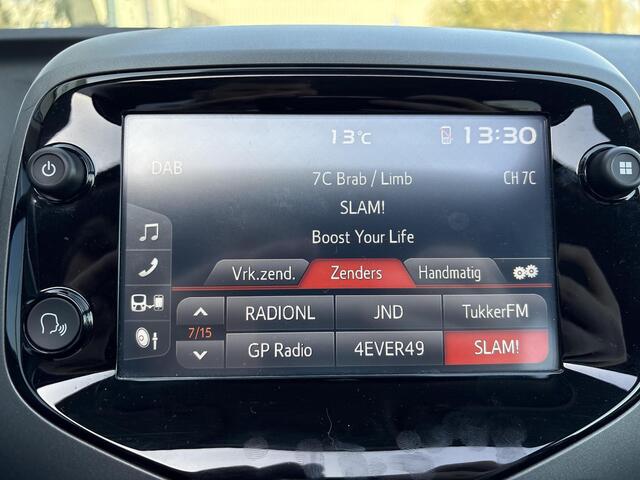 13°C 13:30
DAB
7C Brab / Limb CH 7C
SLAM!
Boost Your Life
Vrk.zend. Zenders Handmatig
RADIONL JND TukkerFM
7/15
GP Radio 4EVER49 SLAM!